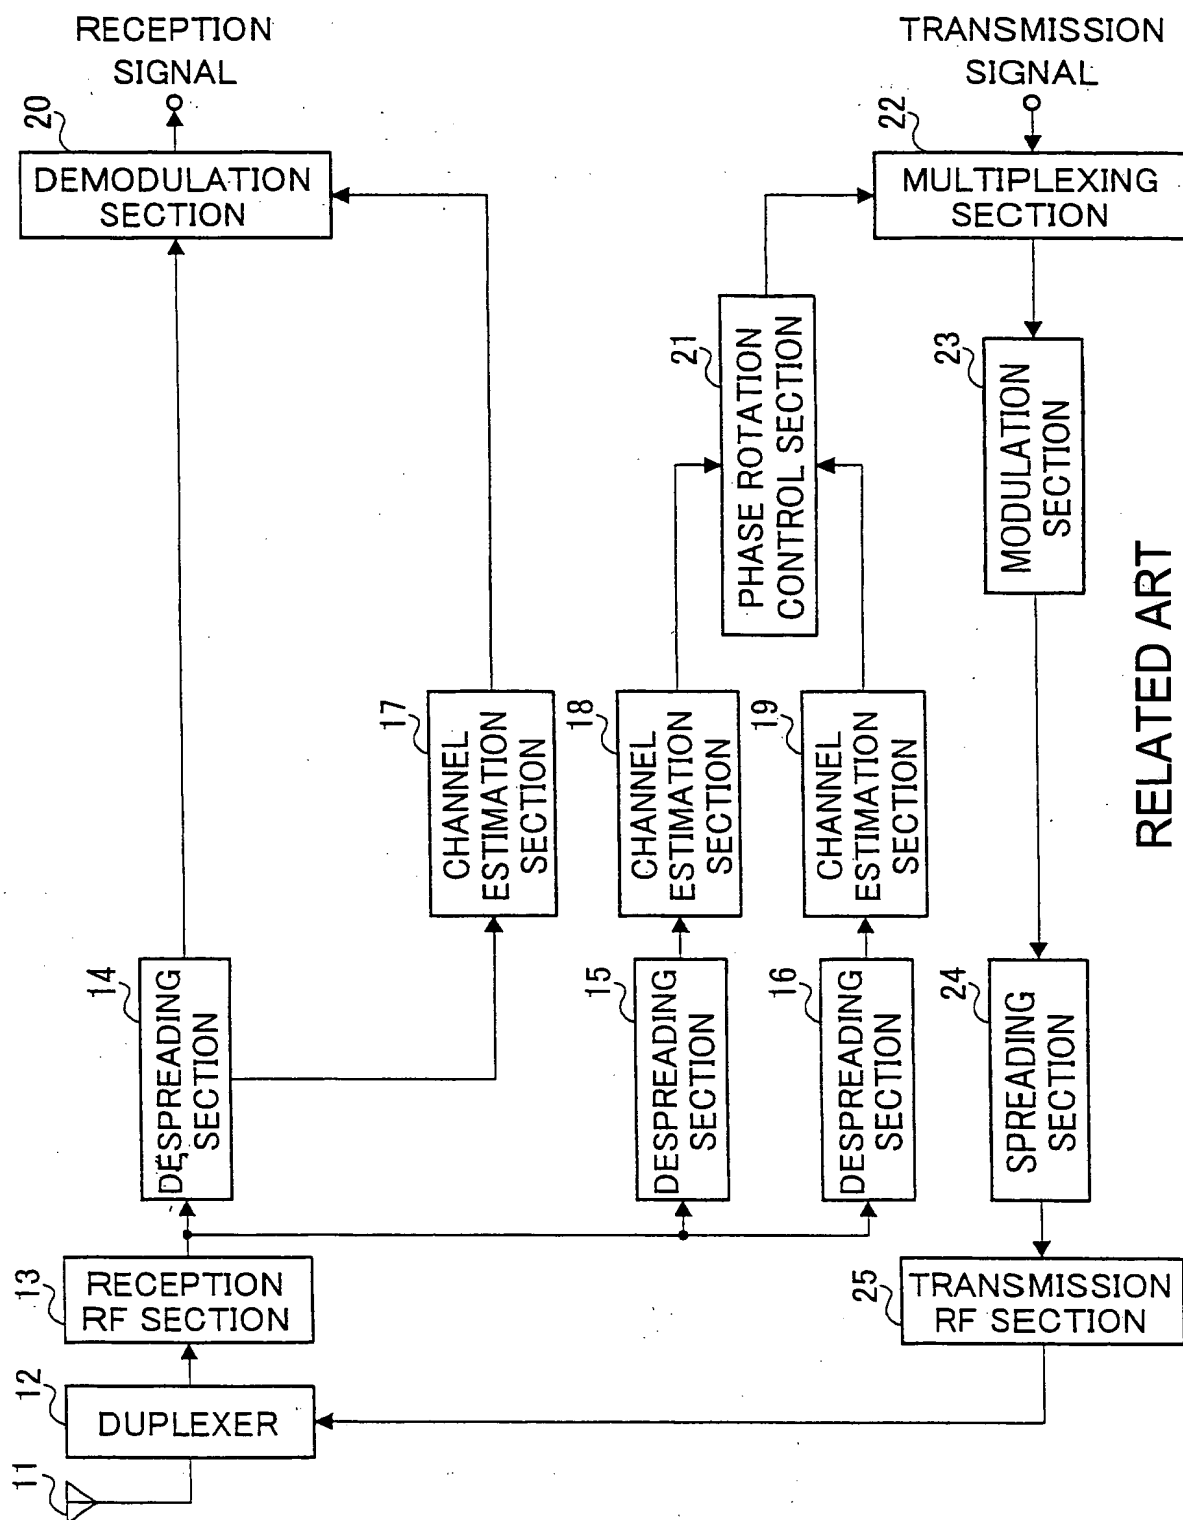 RECEPTION
SIGNAL
20
DEMODULATION
SECTION
TRANSMISSION
SIGNAL
22
MULTIPLEXING
SECTION
21
PHASE ROTATION
CONTROL SECTION
23
MODULATION
SECTION
17
CHANNEL
ESTIMATION
SECTION
18
CHANNEL
ESTIMATION
SECTION
19
CHANNEL
ESTIMATION
SECTION
14
DESPREADING
SECTION
15
DESPREADING
SECTION
16
DESPREADING
SECTION
24
SPREADING
SECTION
13
RECEPTION
RF SECTION
25
TRANSMISSION
RF SECTION
12
DUPLEXER
11
RELATED ART